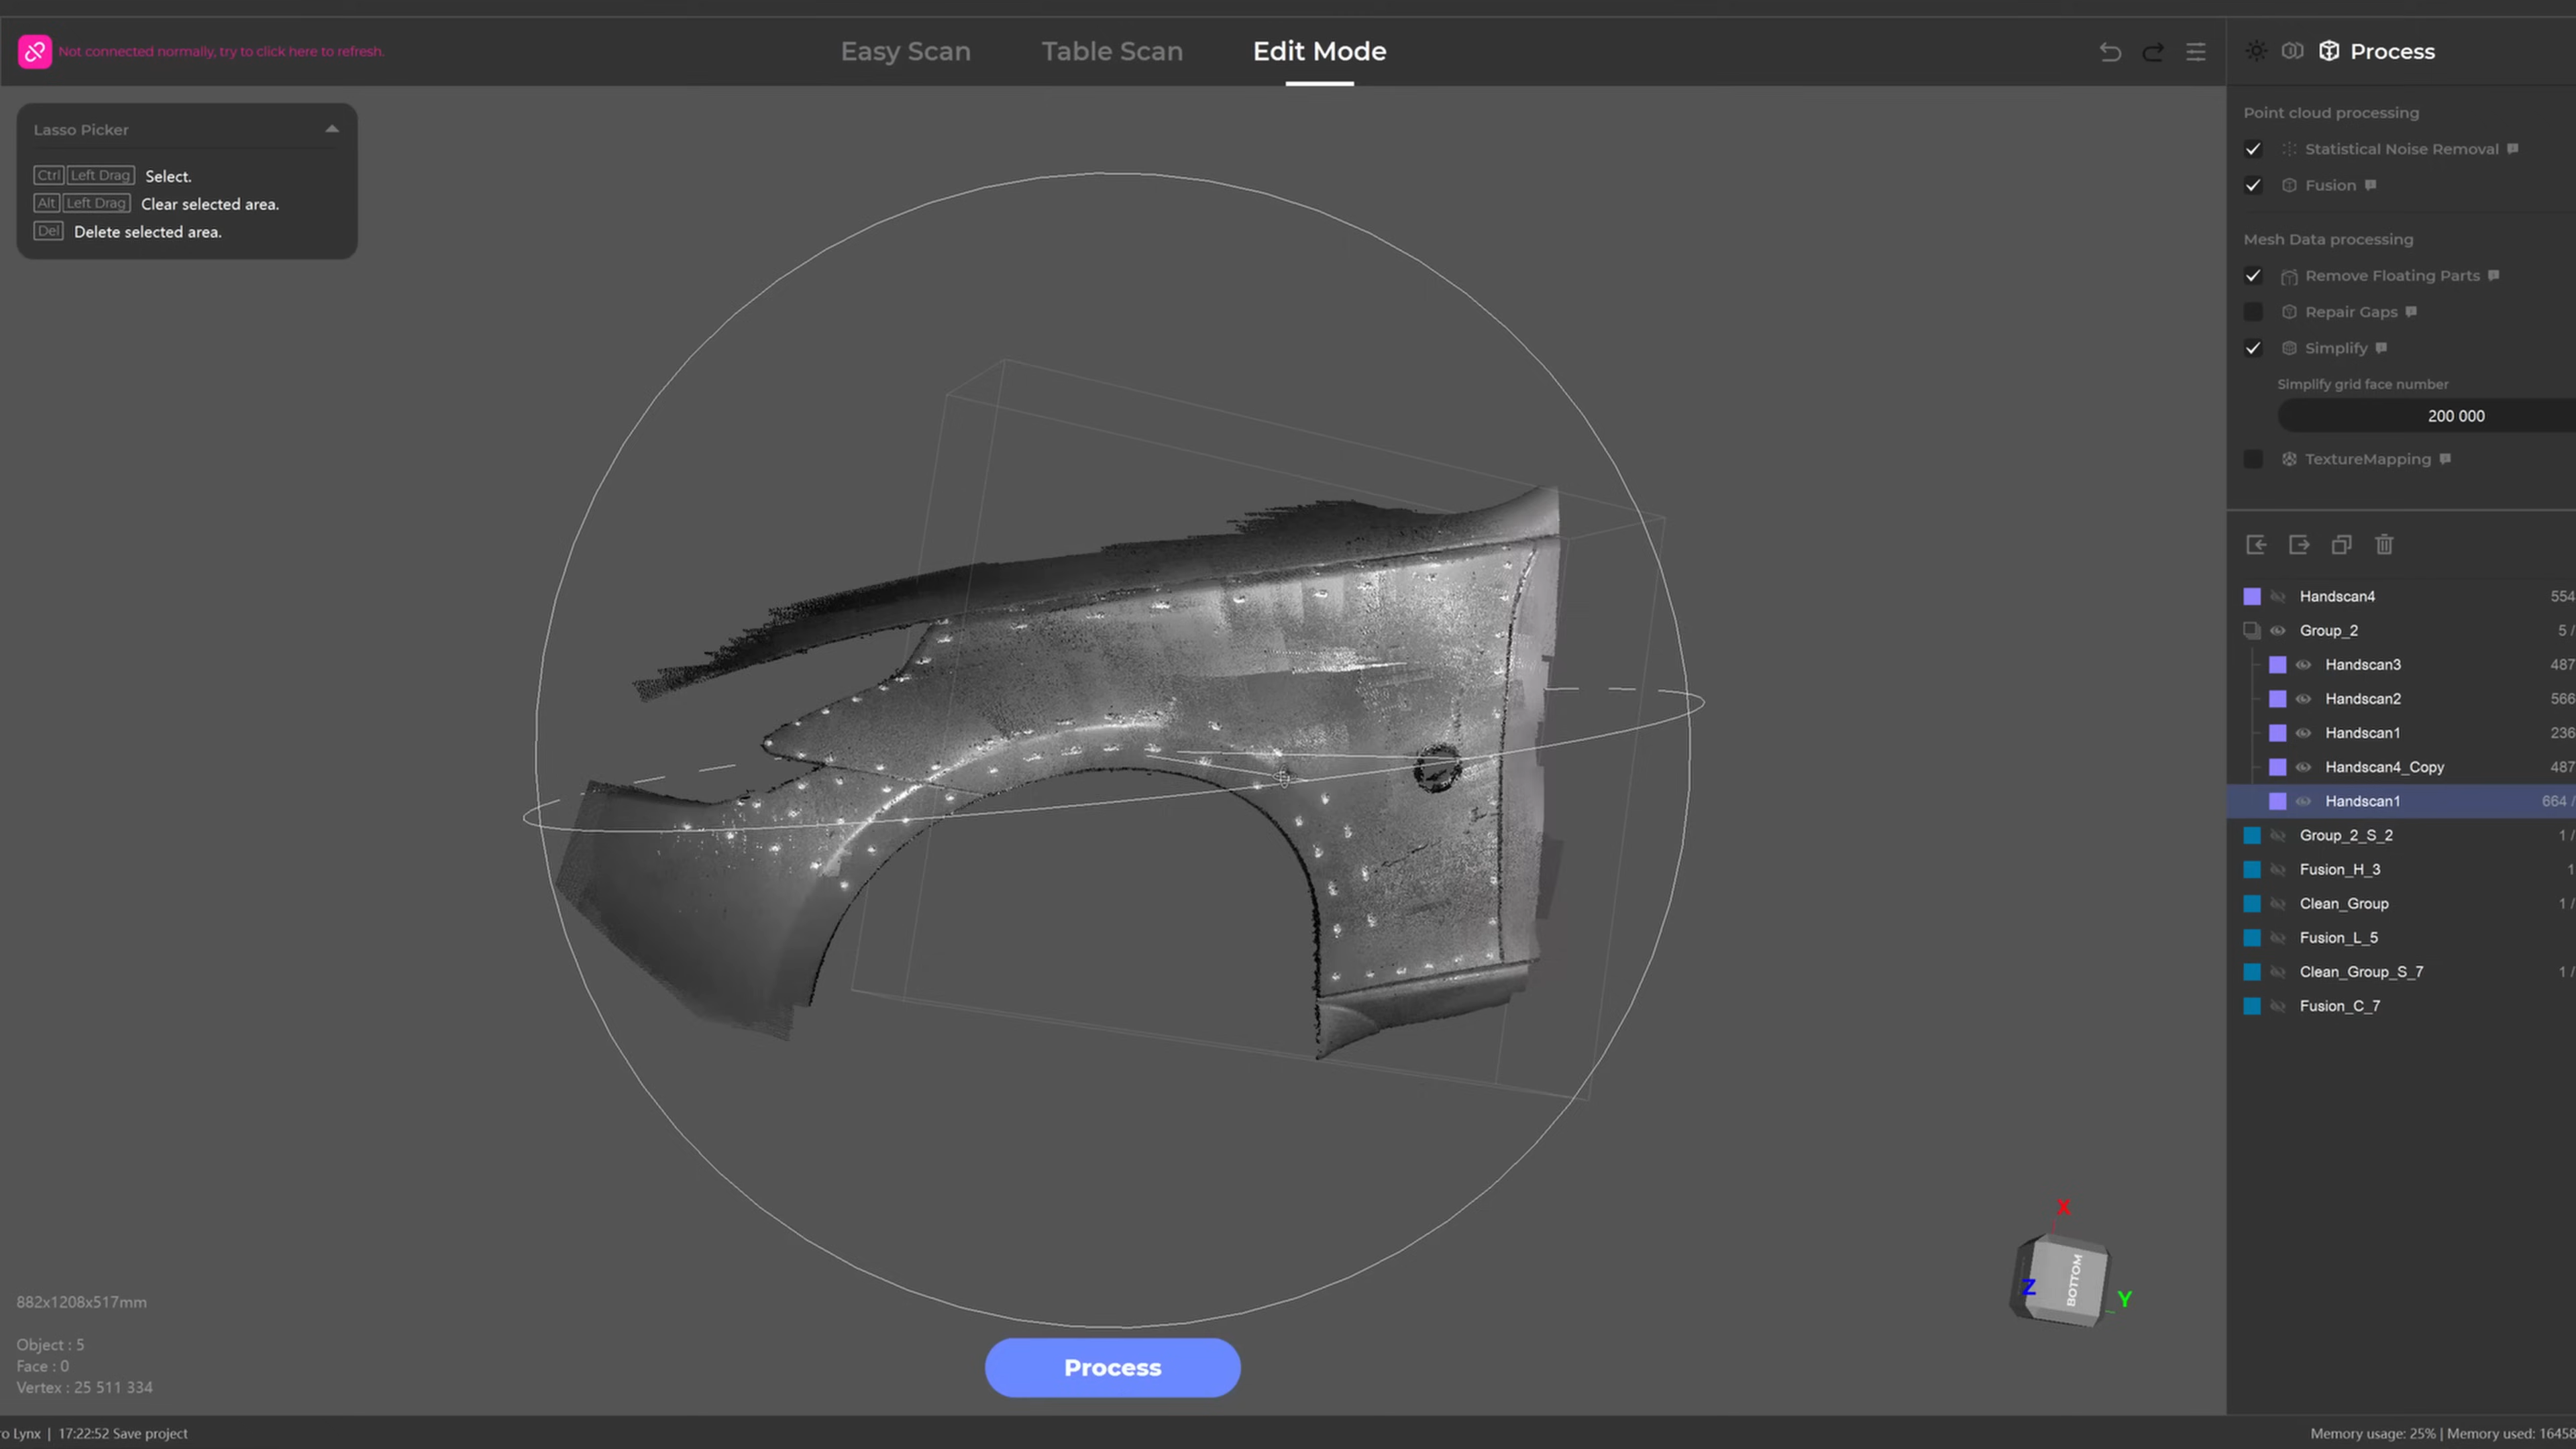 Not connected normally, try to click here to refresh.
Easy Scan
Table Scan
Edit Mode
Process
Lasso Picker
Ctrl Left Drag Select.
Alt Left Drag Clear selected area.
Del Delete selected area.
Point cloud processing
Statistical Noise Removal
Fusion
Mesh Data processing
Remove Floating Parts
Repair Gaps
Simplify
Simplify grid face number
200 000
TextureMapping
Handscan4 554
Group_2 5 /
Handscan3 487
Handscan2 566
Handscan1 236
Handscan4_Copy 487
Handscan1 664 /
Group_2_S_2 1 /
Fusion_H_3 1
Clean_Group 1 /
Fusion_L_5
Clean_Group_S_7 1 /
Fusion_C_7
X
Z
BOTTOM
Y
882x1208x517mm
Object : 5
Face : 0
Vertex : 25 511 334
Process
ro Lynx | 17:22:52 Save project
Memory usage: 25% | Memory used: 16458